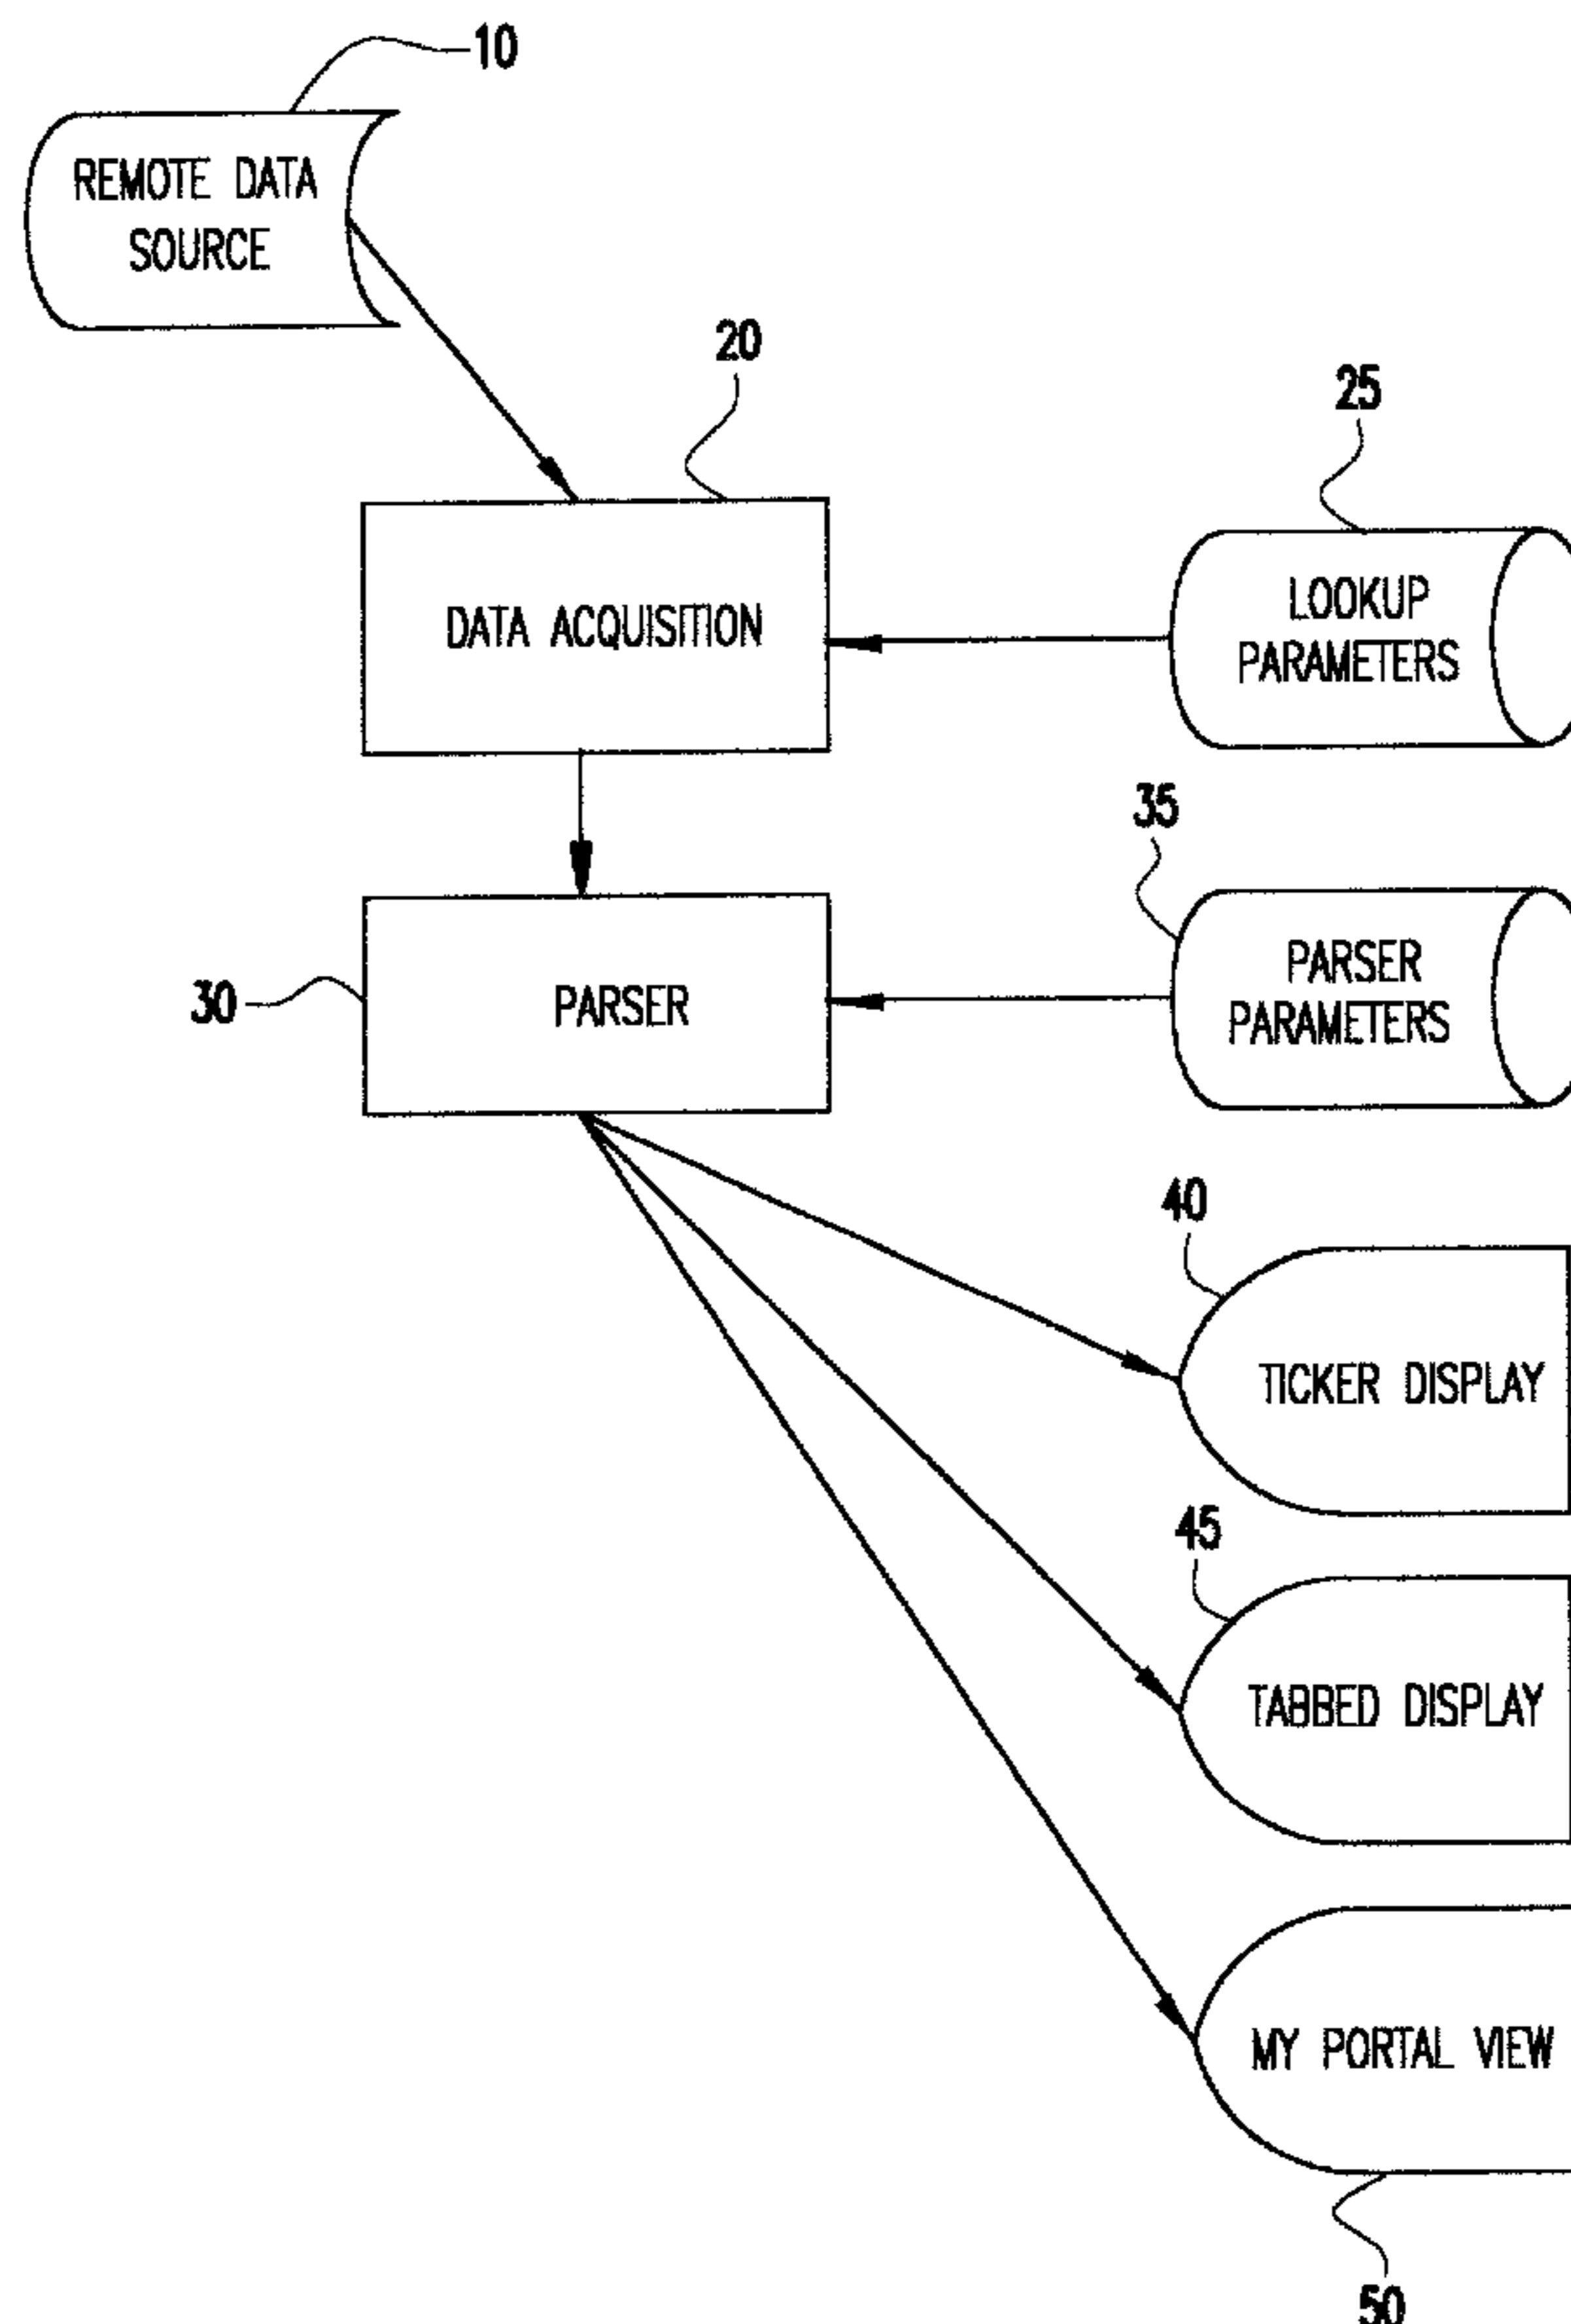 10
REMOTE DATA
SOURCE
20
25
DATA ACQUISITION
LOOKUP
PARAMETERS
35
30
PARSER
PARSER
PARAMETERS
40
TICKER DISPLAY
45
TABBED DISPLAY
MY PORTAL VIEW
50